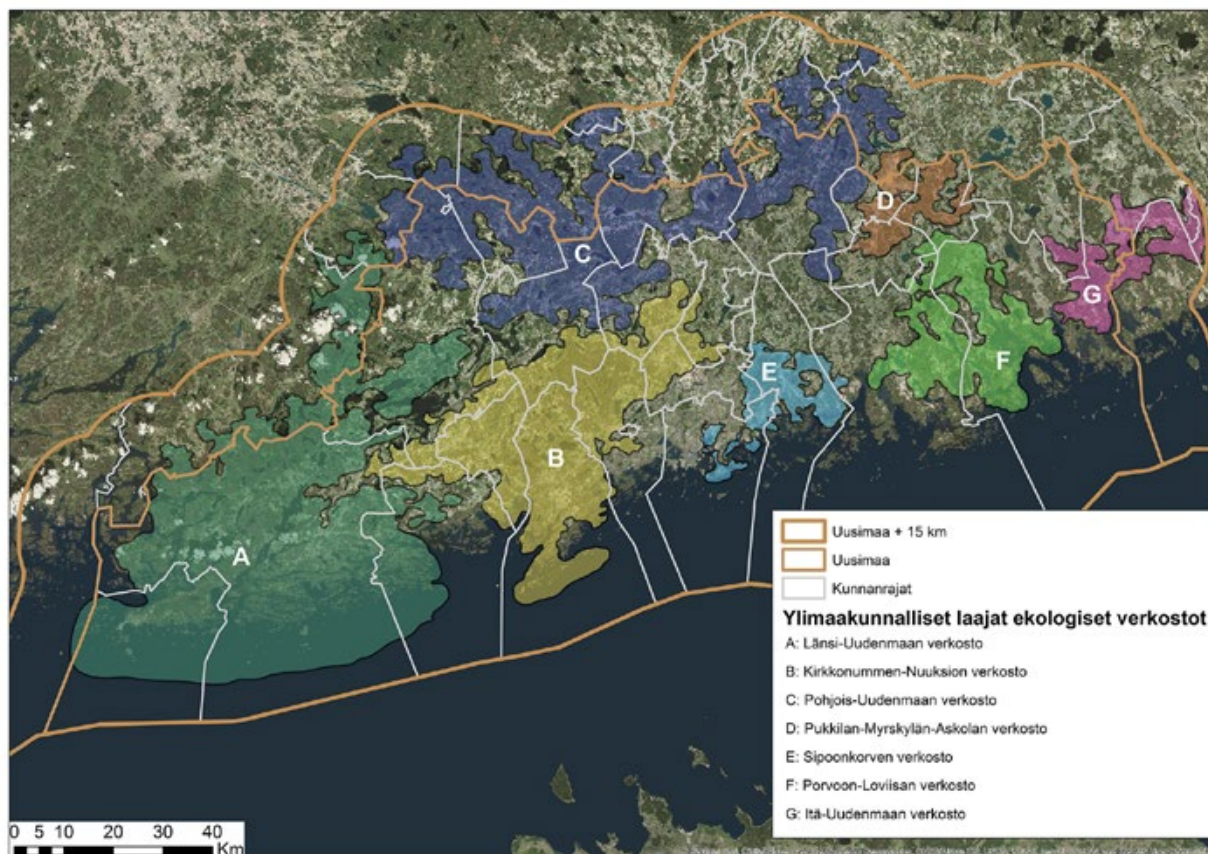 C
D
G
F
E
B
A
Uusimaa + 15 km
Uusimaa
Kunnanrajat
Ylimaakunnalliset laajat ekologiset verkostot
A: Länsi-Uudenmaan verkosto
B: Kirkkonummen-Nuuksion verkosto
C: Pohjois-Uudenmaan verkosto
D: Pukkilan-Myrskylän-Askolan verkosto
E: Sipoonkorven verkosto
F: Porvoon-Loviisan verkosto
G: Itä-Uudenmaan verkosto
0 5 10 20 30 40
Km